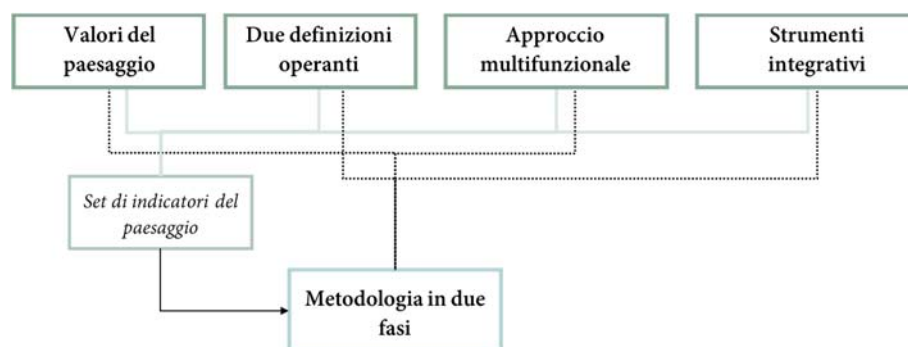 Valori del
paesaggio
Due definizioni
operanti
Approccio
multifunzionale
Strumenti
integrativi
Set di indicatori del
paesaggio
Metodologia in due
fasi